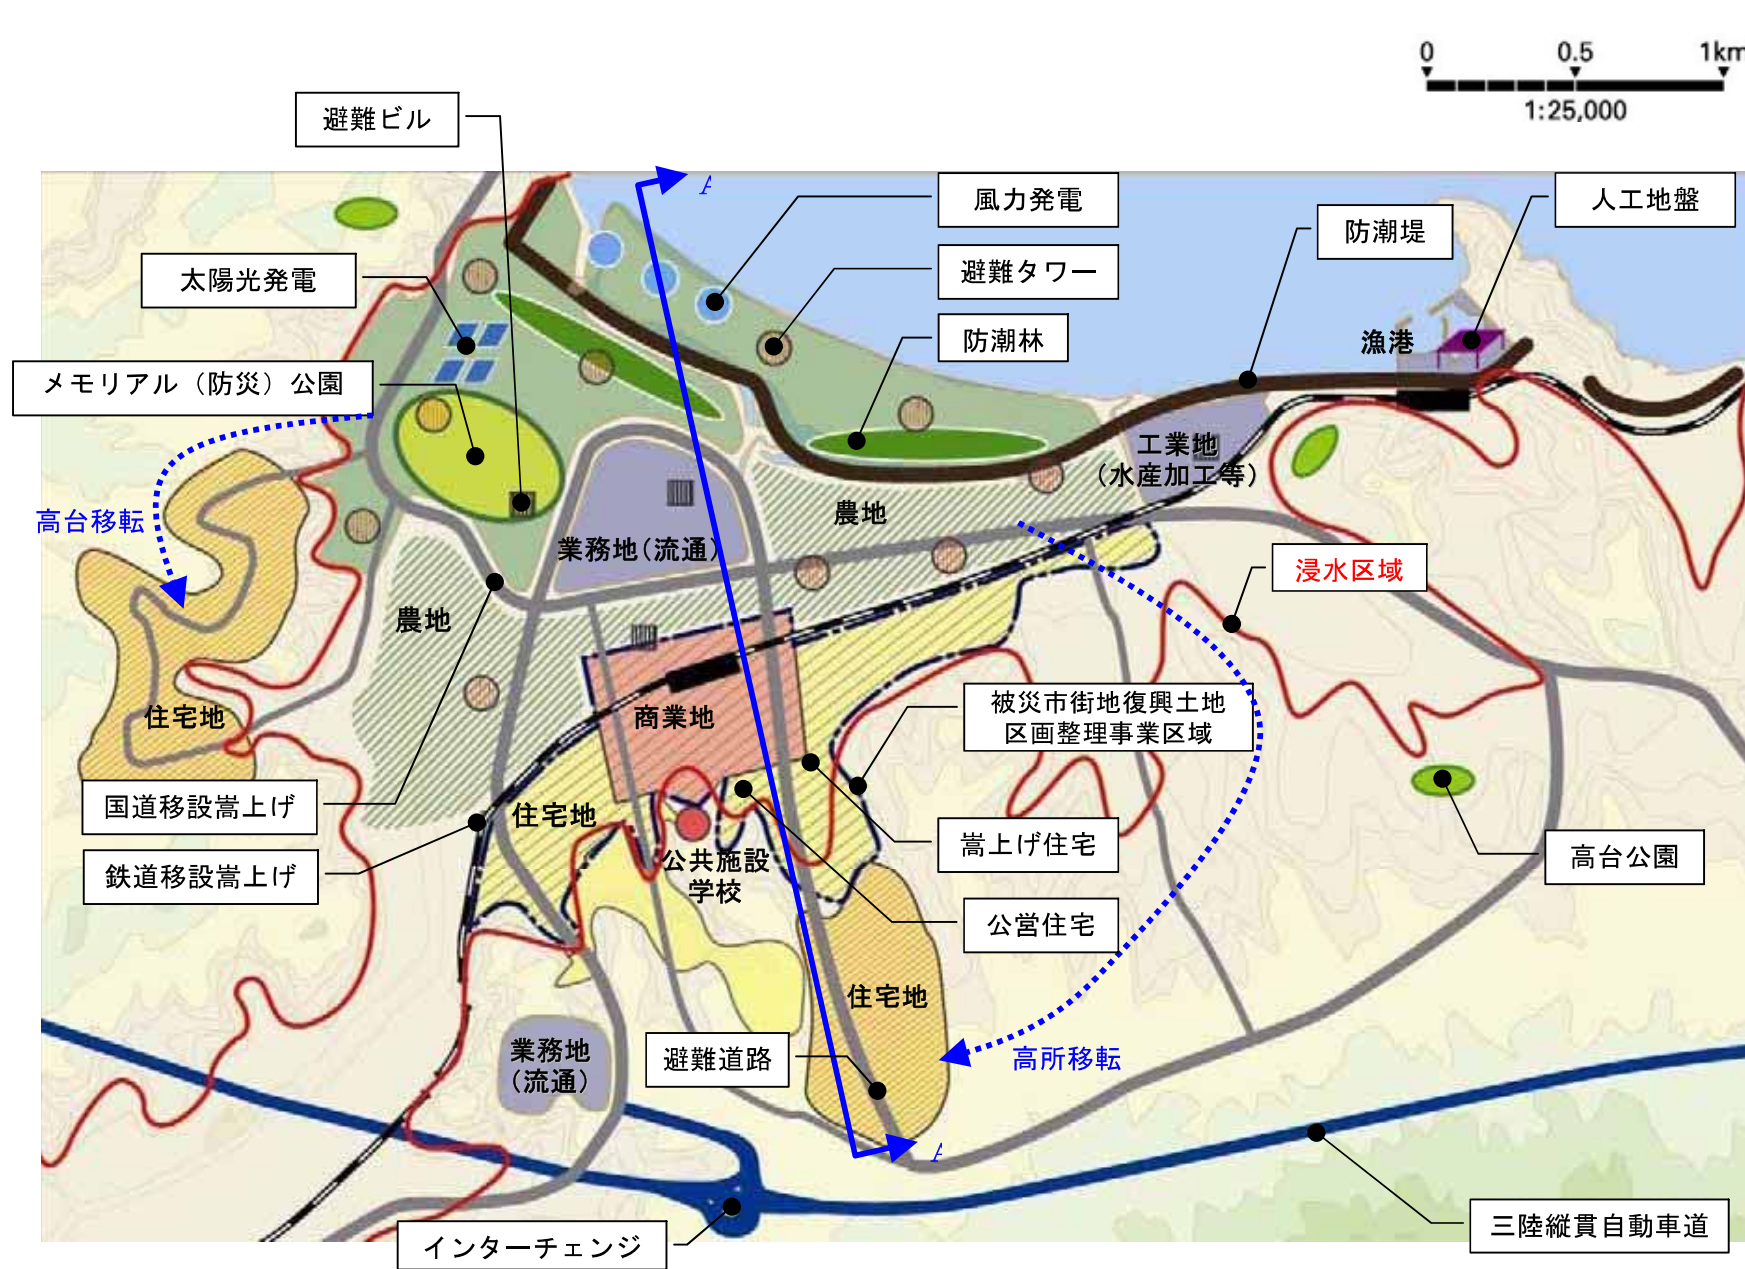 0 0.5 1km
1:25,000
避難ビル
風力発電
人工地盤
防潮堤
太陽光発電
避難タワー
漁港
防潮林
メモリアル（防災）公園
工業地
（水産加工等）
高台移転
農地
業務地（流通）
浸水区域
農地
住宅地
商業地
被災市街地復興土地
区画整理事業区域
国道移設嵩上げ
住宅地
嵩上げ住宅
高台公園
鉄道移設嵩上げ
公共施設
学校
公営住宅
住宅地
業務地
（流通）
避難道路
高所移転
三陸縦貫自動車道
インターチェンジ